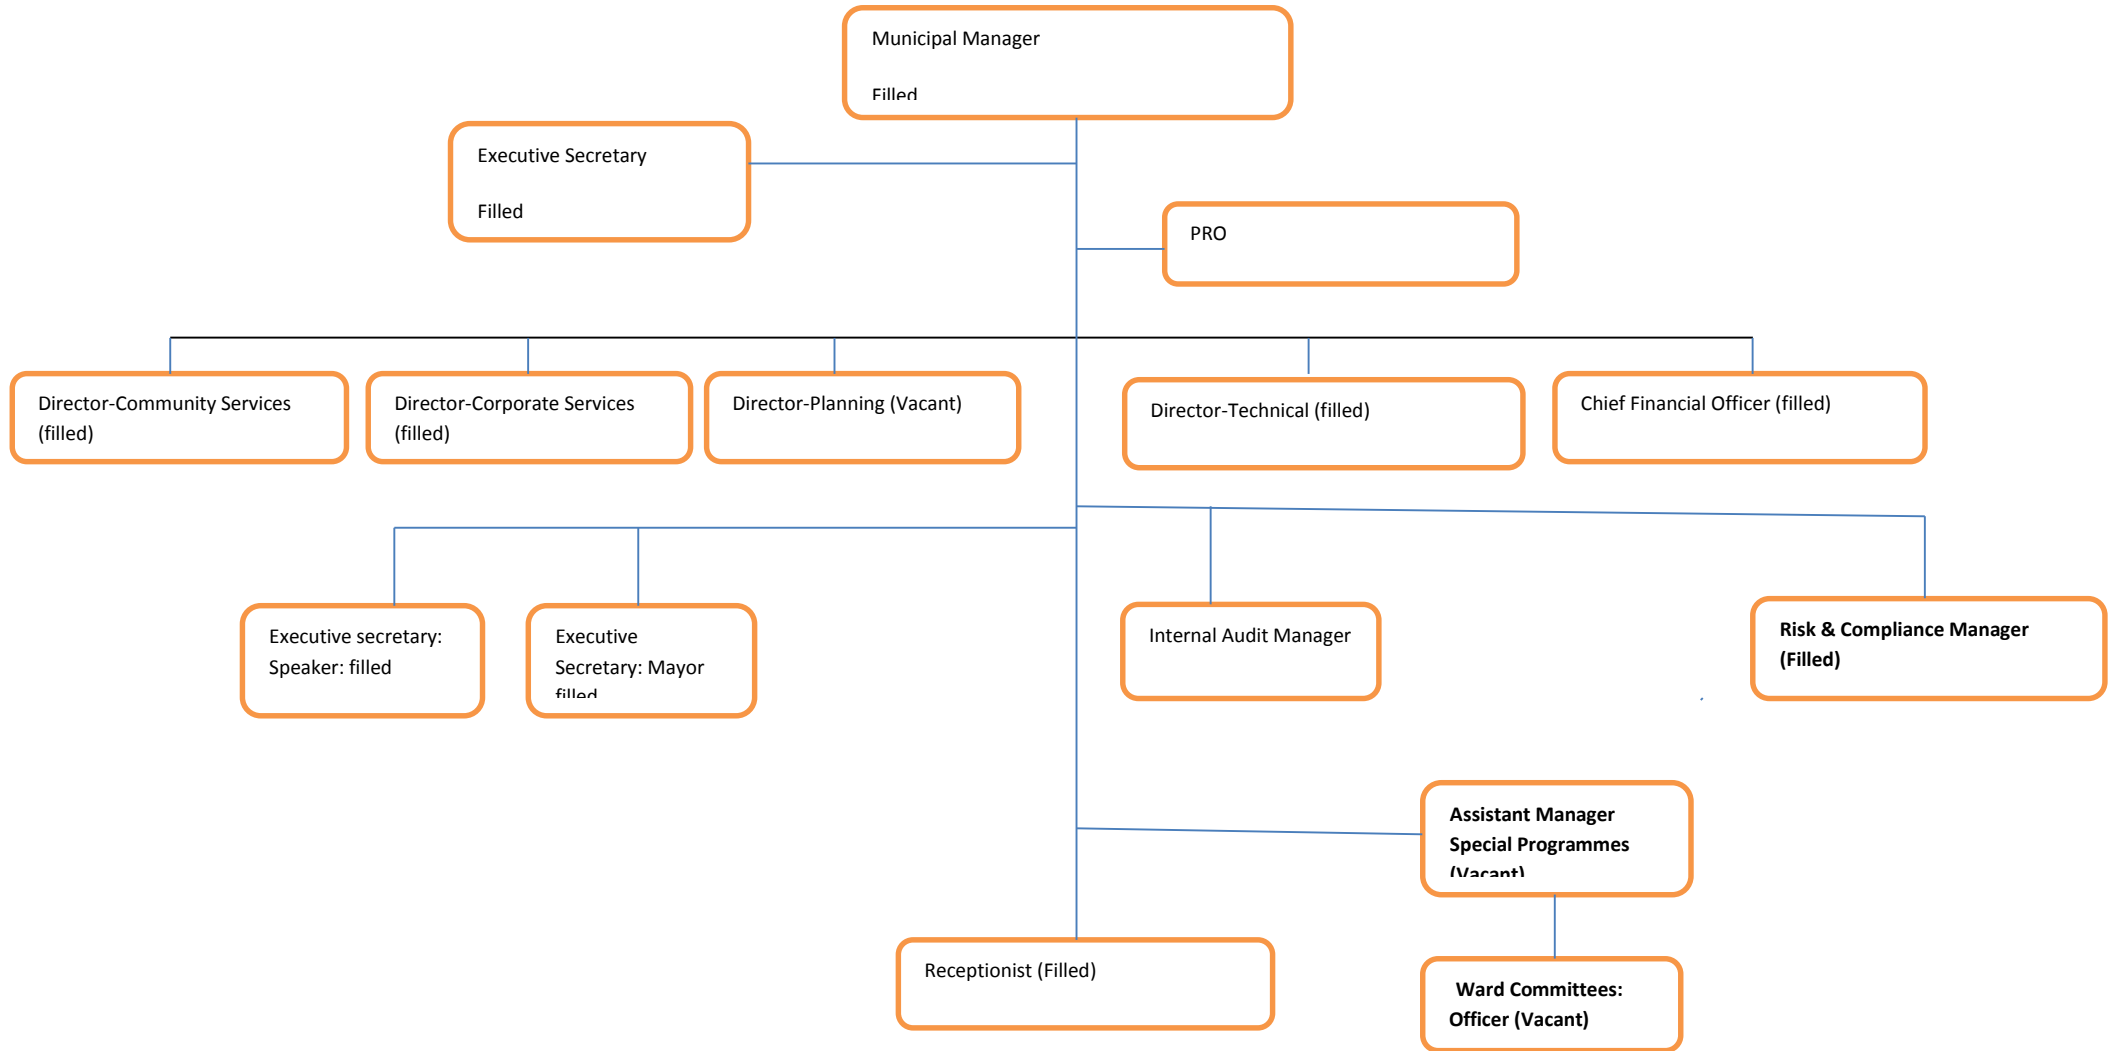 Municipal Manager
Filled
Executive Secretary
Filled
PRO
Director-Community Services
(filled)
Director-Corporate Services
(filled)
Director-Planning (Vacant)
Director-Technical (filled)
Chief Financial Officer (filled)
Executive secretary:
Speaker: filled
Executive
Secretary: Mayor
filled
Internal Audit Manager
Risk & Compliance Manager
(Filled)
Assistant Manager
Special Programmes
(Vacant)
Receptionist (Filled)
Ward Committees:
Officer (Vacant)